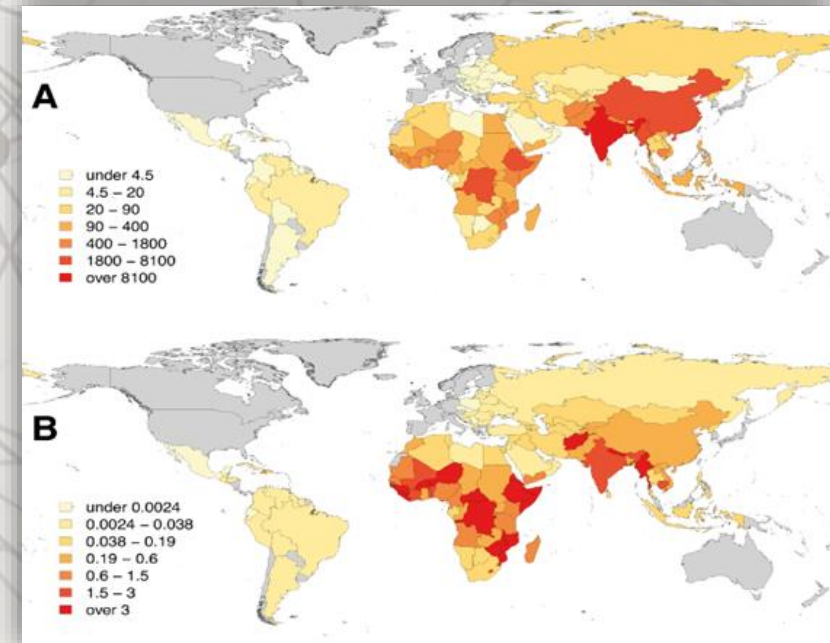 A
under 4.5
4.5 – 20
20 – 90
90 – 400
400 – 1800
1800 – 8100
over 8100
B
under 0.0024
0.0024 – 0.038
0.038 – 0.19
0.19 – 0.6
0.6 – 1.5
1.5 – 3
over 3